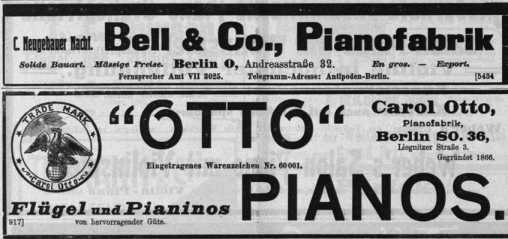 C. Mengebauer Nachf. Bell & Co., Pianofabrik
Solide Bauart. Mässige Preise. Berlin O, Andreasstraße 32. En gros. — Export.
Fernsprecher Amt VII 3025. Telegramm-Adresse: Antipoden-Berlin. [5434
TRADE MARK
Carol Otto
"OTTO"
Eingetragenes Warenzeichen Nr. 60001.
Carol Otto,
Pianofabrik,
Berlin SO. 36,
Liegnitzer Straße 3.
Gegründet 1866.
PIANOS.
Flügel und Pianinos
917] von hervorragender Güte.